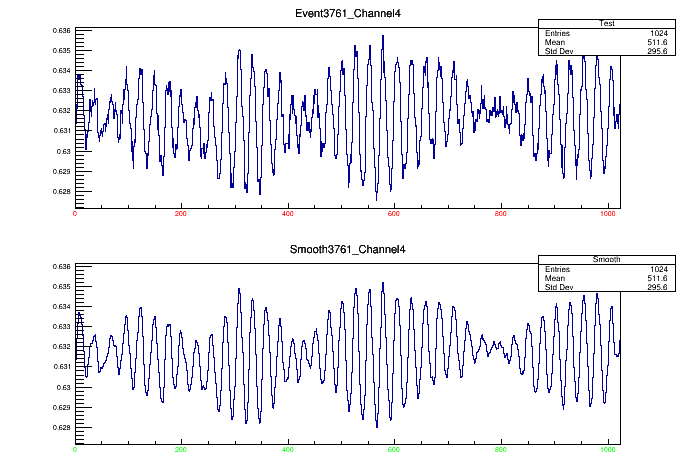 Event3761_Channel4
Test
Entries 1024
Mean 511.6
Std Dev 295.6
0.636
0.635
0.634
0.633
0.632
0.631
0.63
0.629
0.628
0 200 400 600 800 1000
Smooth3761_Channel4
Smooth
Entries 1024
Mean 511.6
Std Dev 295.6
0.636
0.635
0.634
0.633
0.632
0.631
0.63
0.629
0.628
0 200 400 600 800 1000